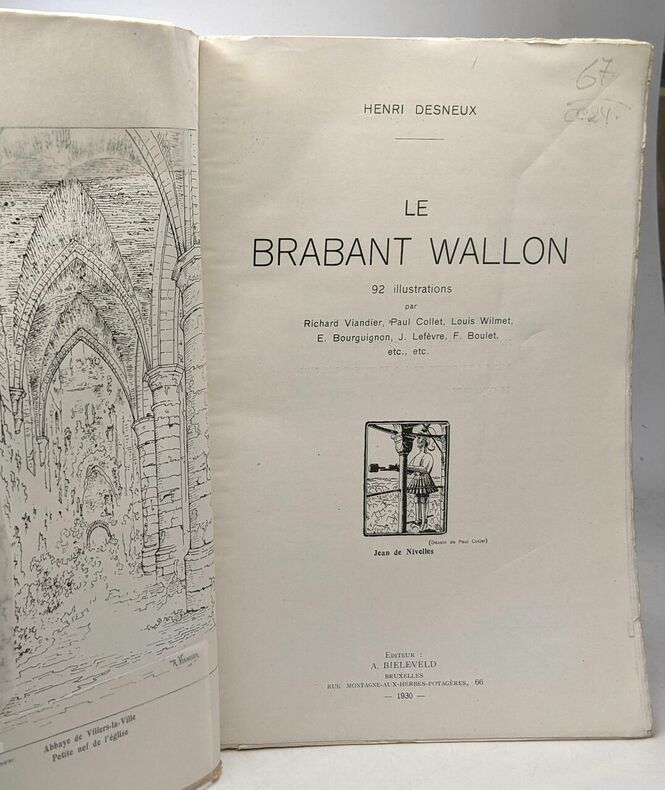 R. VIANDIER
Abbaye de Villers-la-Ville
Petite nef de l'église
67
HENRI DESNEUX
LE
BRABANT WALLON
92 illustrations
par
Richard Viandier, Paul Collet, Louis Wilmet,
E. Bourguignon, J. Lefèvre, F. Boulet,
etc., etc.
(Dessin de Paul Collet)
Jean de Nivelles
EDITEUR :
A. BIELEVELD
BRUXELLES
RUE MONTAGNE-AUX-HERBES-POTAGÈRES, 66
— 1930 —